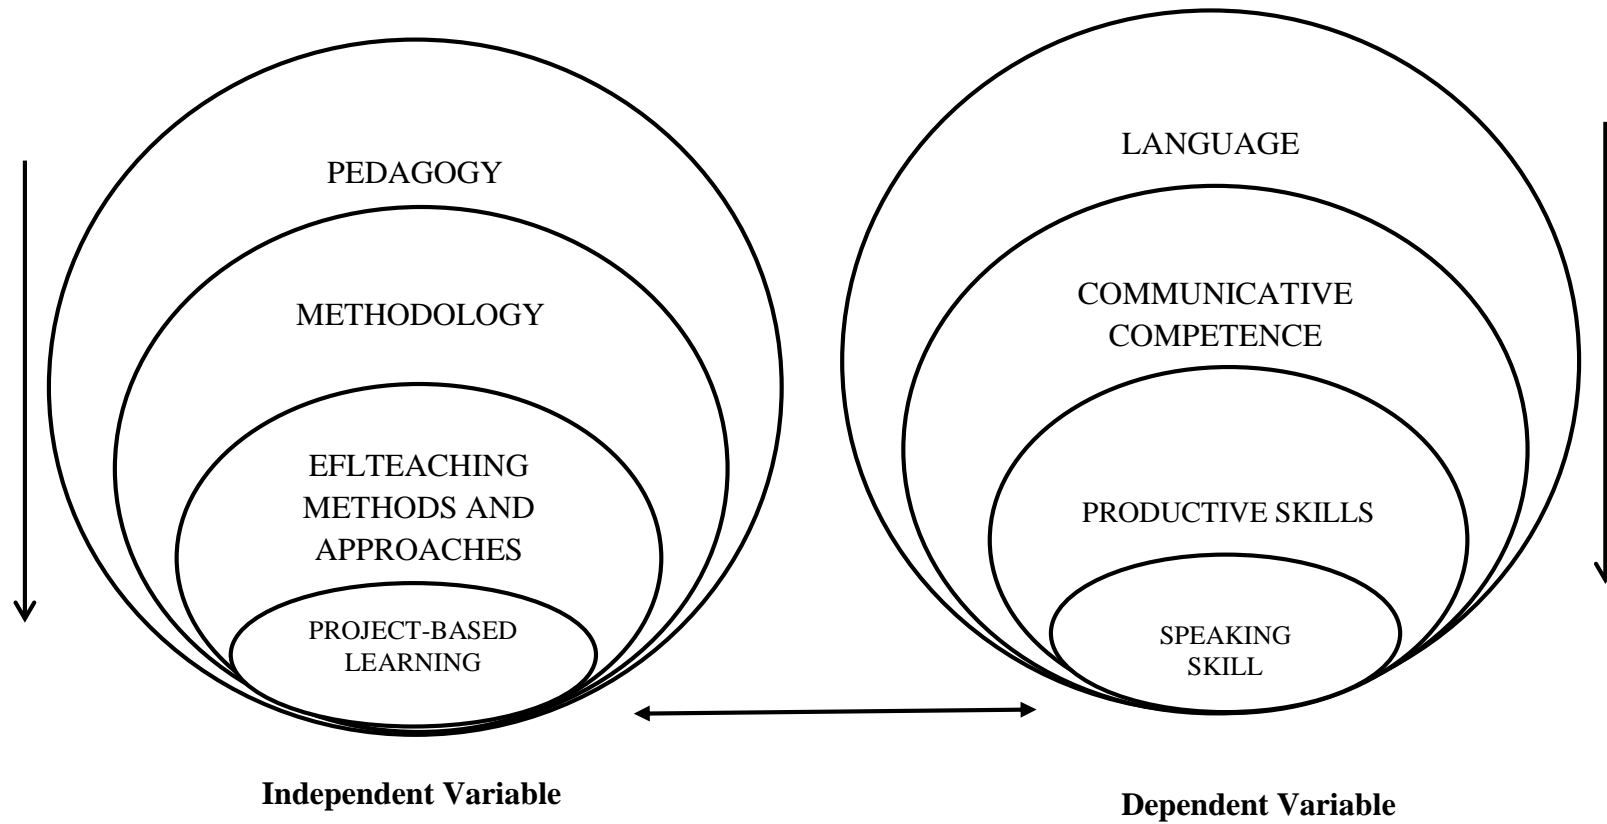 PEDAGOGY
METHODOLOGY
EFLTEACHING
METHODS AND
APPROACHES
PROJECT-BASED
LEARNING
Independent Variable
LANGUAGE
COMMUNICATIVE
COMPETENCE
PRODUCTIVE SKILLS
SPEAKING
SKILL
Dependent Variable